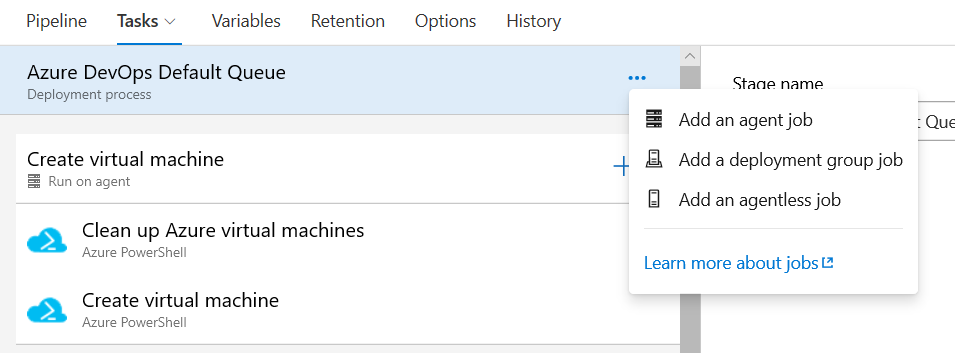 Pipeline Tasks Variables Retention Options History
Azure DevOps Default Queue
Deployment process
Stage name
Add an agent job
Create virtual machine
Run on agent
Add a deployment group job
Add an agentless job
Clean up Azure virtual machines
Azure PowerShell
Learn more about jobs
Create virtual machine
Azure PowerShell